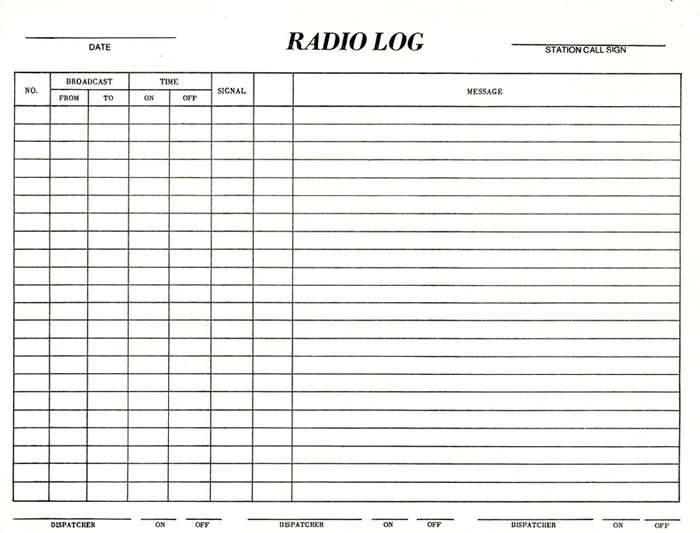 RADIO LOG
DATE
STATION CALL SIGN
NO. BROADCAST TIME SIGNAL MESSAGE
FROM TO ON OFF
DISPATCHER ON OFF DISPATCHER ON OFF DISPATCHER ON OFF